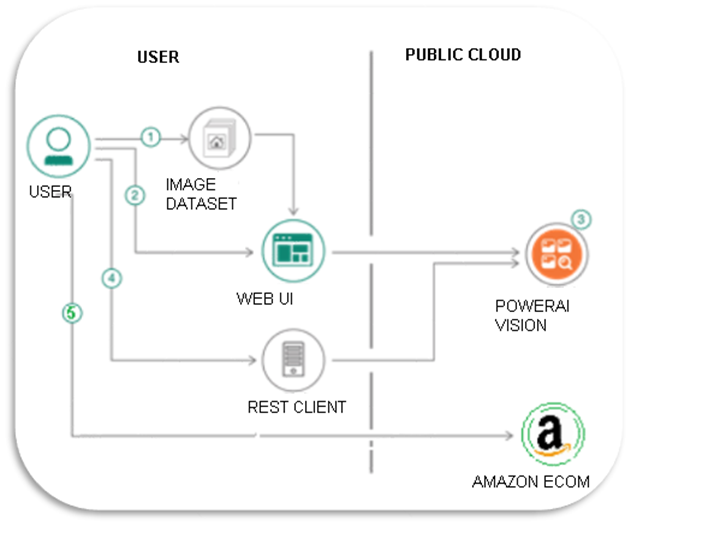 USER
PUBLIC CLOUD
1
USER
IMAGE
DATASET
2
3
4
WEB UI
POWERAI
VISION
5
REST CLIENT
a
AMAZON ECOM